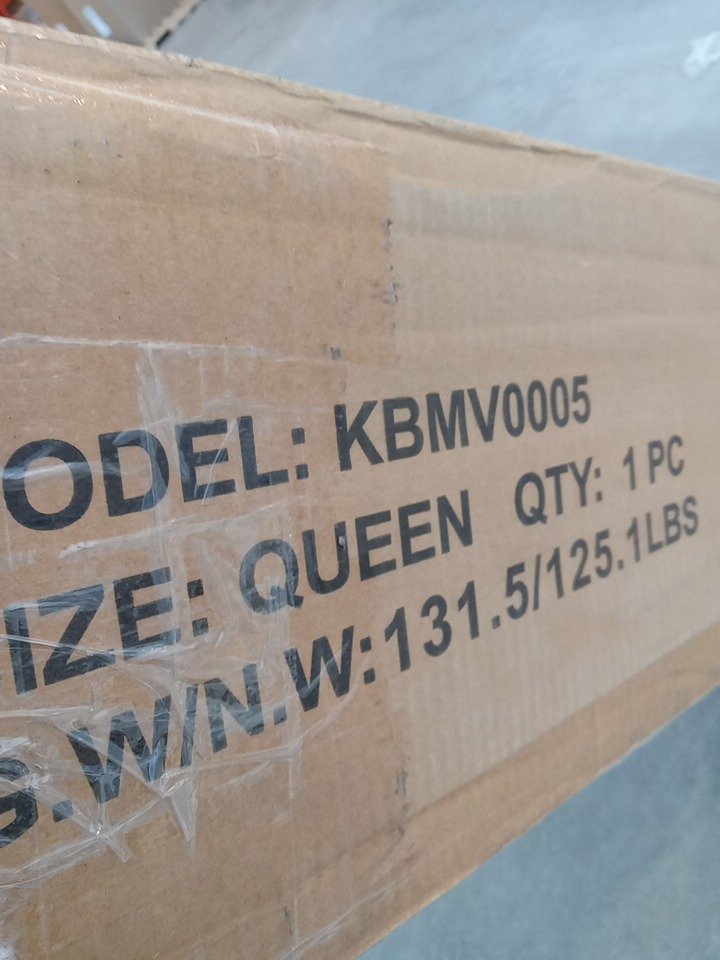 ODEL: KBMV0005
IZE: QUEEN QTY: 1 PC
G.W/N.W:131.5/125.1LBS